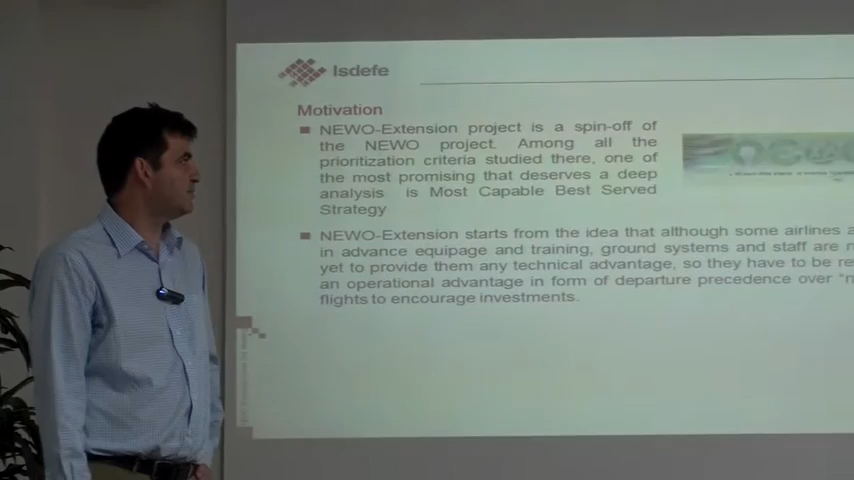 Isdefe
Motivation
NEWO-Extension project is a spin-off of
the NEWO project. Among all the
prioritization criteria studied there, one of
the most promising that deserves a deep
analysis is Most Capable Best Served
Strategy
NEWO-Extension starts from the idea that although some airlines a
in advance equipage and training, ground systems and staff are n
yet to provide them any technical advantage, so they have to be re
an operational advantage in form of departure precedence over "n
flights to encourage investments.